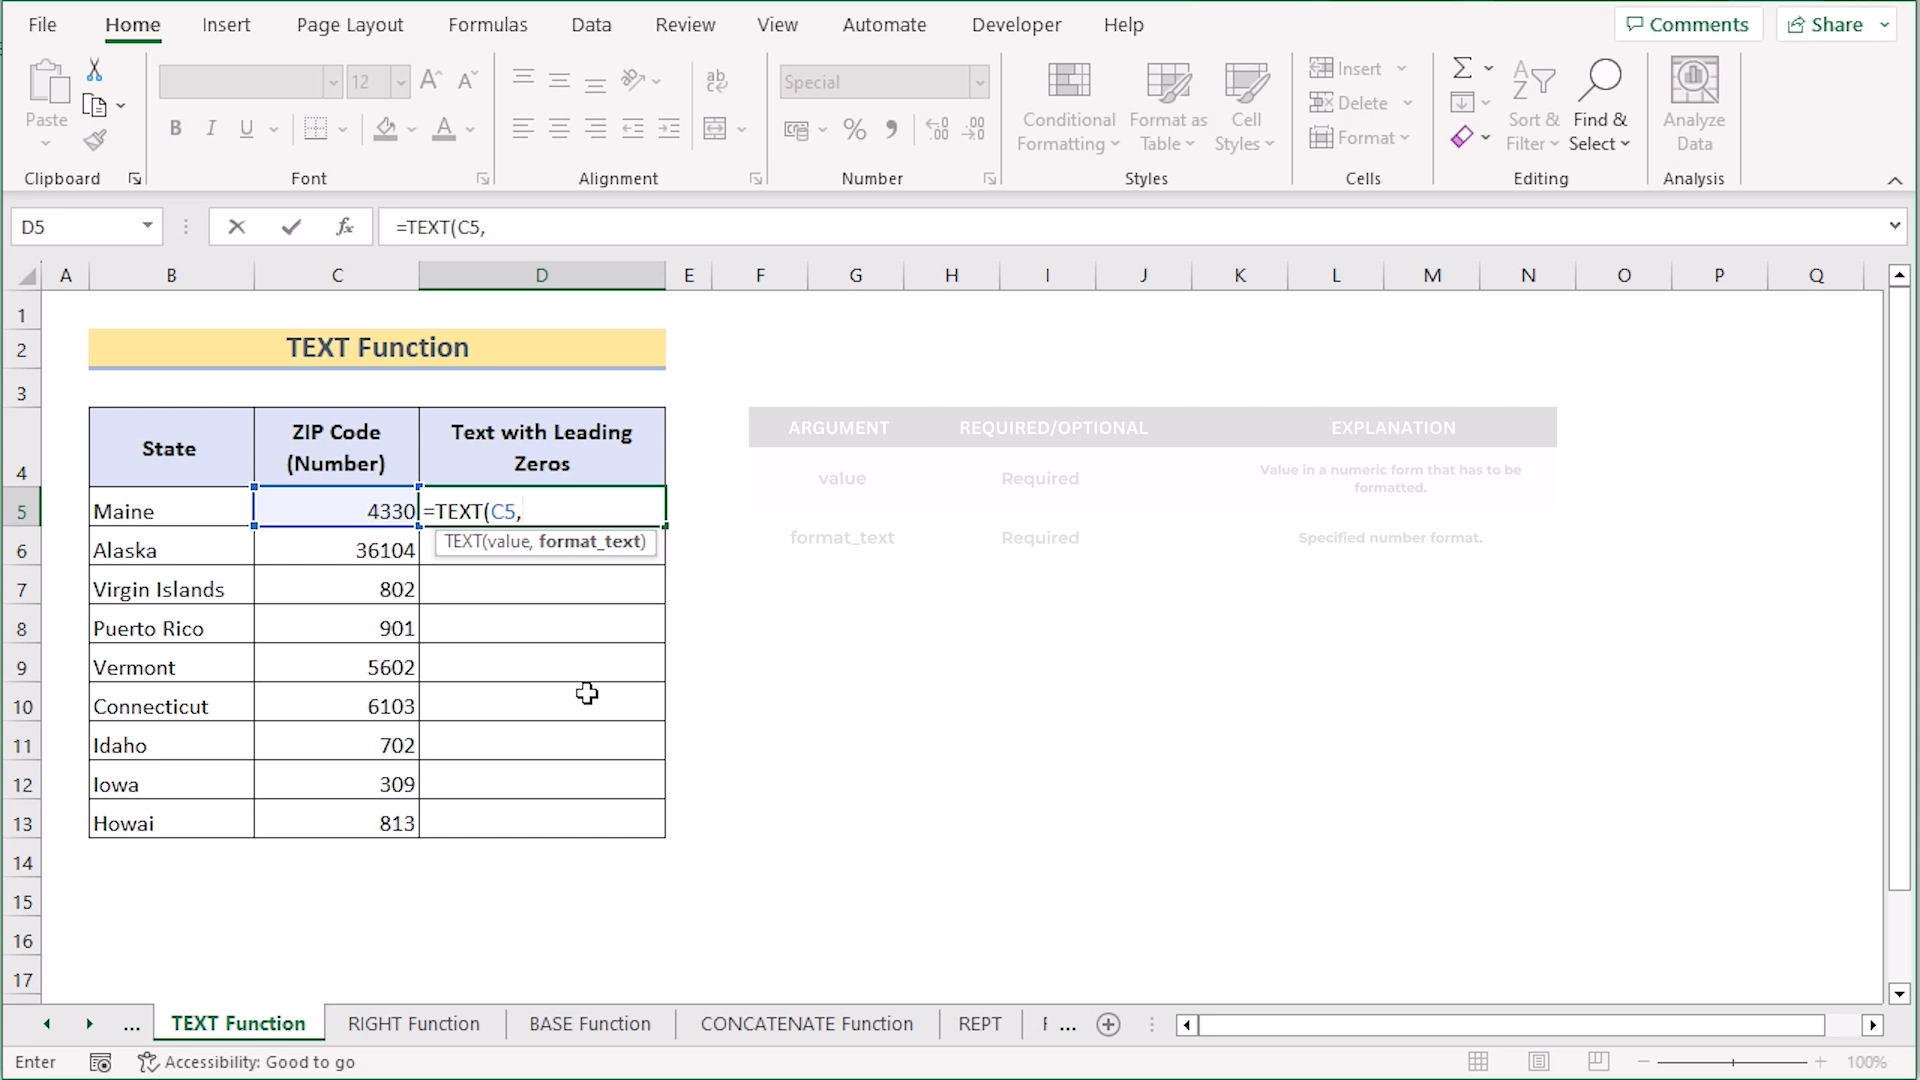 File Home Insert Page Layout Formulas Data Review View Automate Developer Help Comments Share
Paste
12
B I U
ab
Special
%
Conditional Formatting
Format as Table
Cell Styles
Insert
Delete
Format
Sort & Filter
Find & Select
Analyze Data
Clipboard Font Alignment Number Styles Cells Editing Analysis
D5 fx =TEXT(C5,
A B C D E F G H I J K L M N O P Q
1
2 TEXT Function
3
4 State ZIP Code (Number) Text with Leading Zeros
5 Maine 4330 =TEXT(C5,
TEXT(value, format_text)
6 Alaska 36104
7 Virgin Islands 802
8 Puerto Rico 901
9 Vermont 5602
10 Connecticut 6103
11 Idaho 702
12 Iowa 309
13 Howai 813
14
15
16
17
ARGUMENT REQUIRED/OPTIONAL EXPLANATION
value Required Value in a numeric form that has to be formatted.
format_text Required Specified number format.
... TEXT Function RIGHT Function BASE Function CONCATENATE Function REPT ...
Enter Accessibility: Good to go 100%